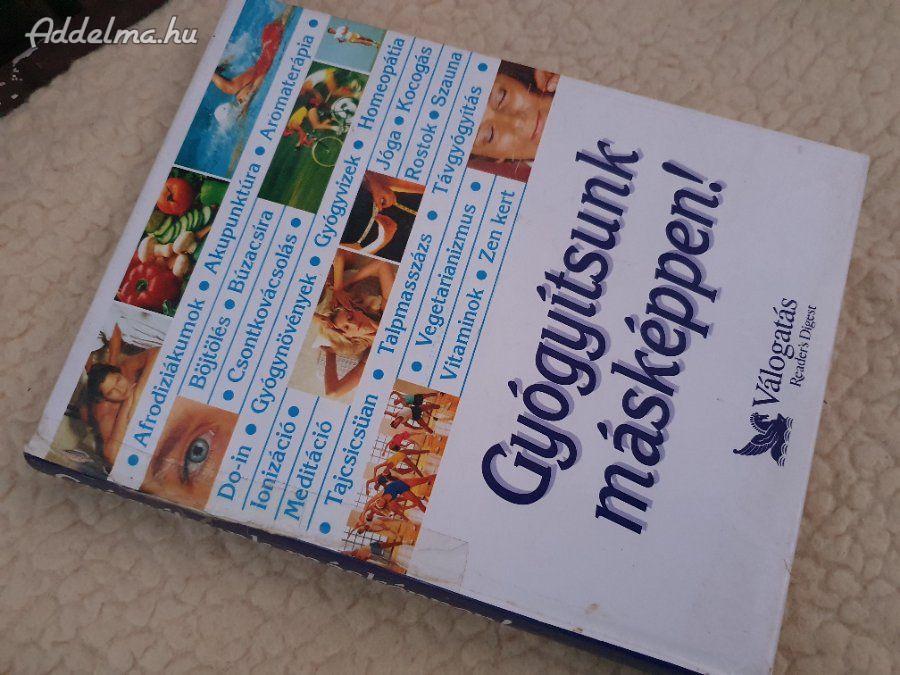 Addelma.hu
• Afrodiziákumok • Akupunktúra • Aromaterápia
Böjtölés • Búzacsíra
• Csontkovácsolás •
Do-in • Gyógynövények • Gyógyvizek • Homeopátia
Ionizáció •
Jóga • Kocogás
Meditáció
Rostok • Szauna
• Tajcsicsüan • Talpmasszázs • Távgyógyítás •
• Vegetarianizmus •
Vitaminok • Zen kert
Gyógyítsunk
másképpen!
Válogatás
Reader's Digest